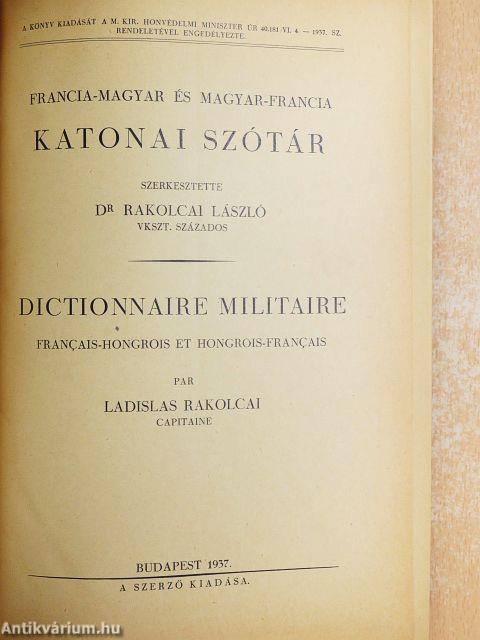 A KÖNYV KIADÁSÁT A M. KIR. HONVÉDELMI MINISZTER ÚR 40.181/VI. 4 — 1937. SZ.
RENDELETÉVEL ENGEDÉLYEZTE.
FRANCIA-MAGYAR ÉS MAGYAR-FRANCIA
KATONAI SZÓTÁR
SZERKESZTETTE
DR RAKOLCAI LÁSZLÓ
VKSZT. SZÁZADOS
DICTIONNAIRE MILITAIRE
FRANÇAIS-HONGROIS ET HONGROIS-FRANÇAIS
PAR
LADISLAS RAKOLCAI
CAPITAINE
BUDAPEST 1937.
A SZERZŐ KIADÁSA.
Antikvárium.hu